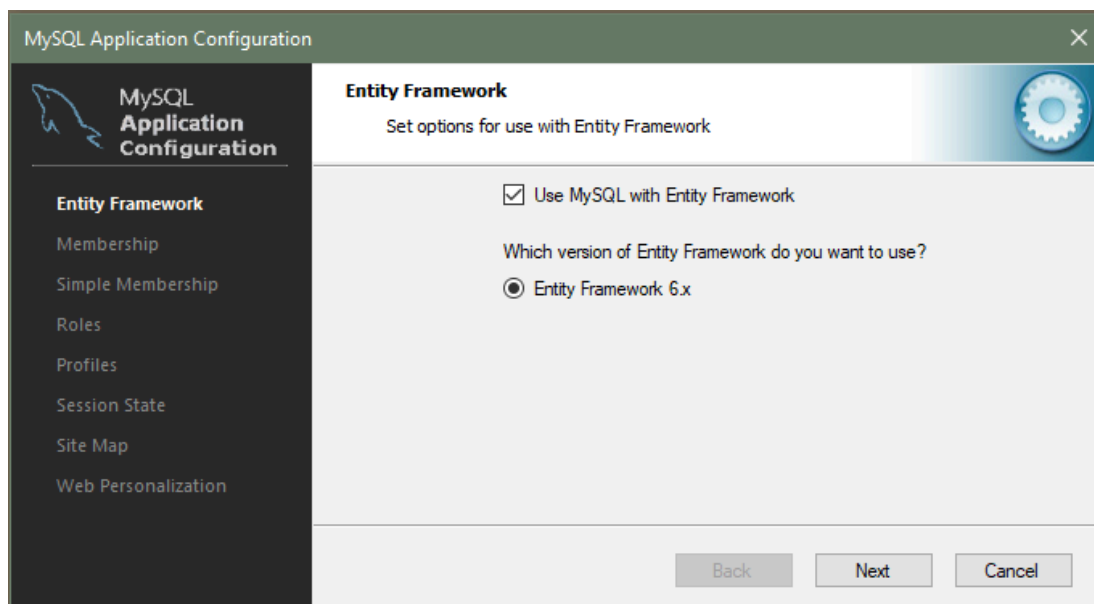 MySQL Application Configuration
MySQL
Application
Configuration
Entity Framework
Membership
Simple Membership
Roles
Profiles
Session State
Site Map
Web Personalization
Entity Framework
Set options for use with Entity Framework
Use MySQL with Entity Framework
Which version of Entity Framework do you want to use?
Entity Framework 6.x
Back
Next
Cancel